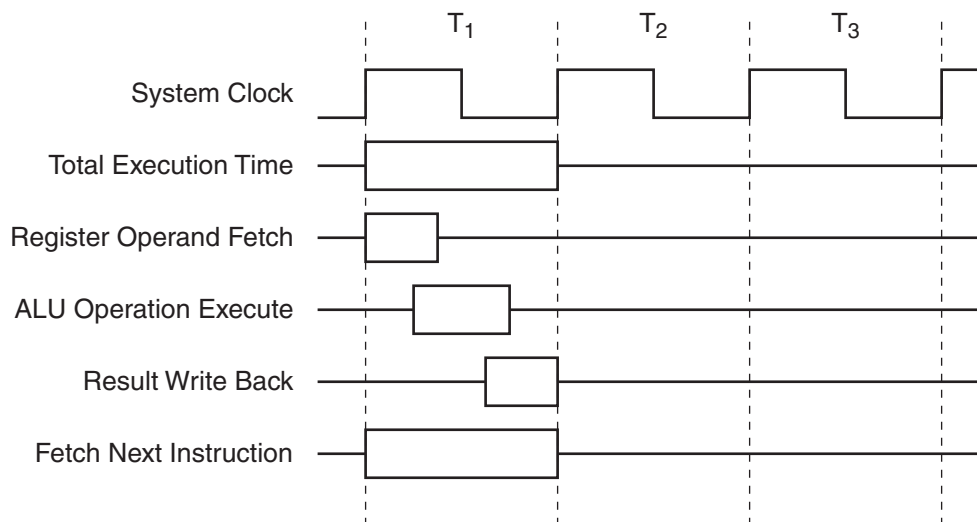 T1 T2 T3
System Clock
Total Execution Time
Register Operand Fetch
ALU Operation Execute
Result Write Back
Fetch Next Instruction